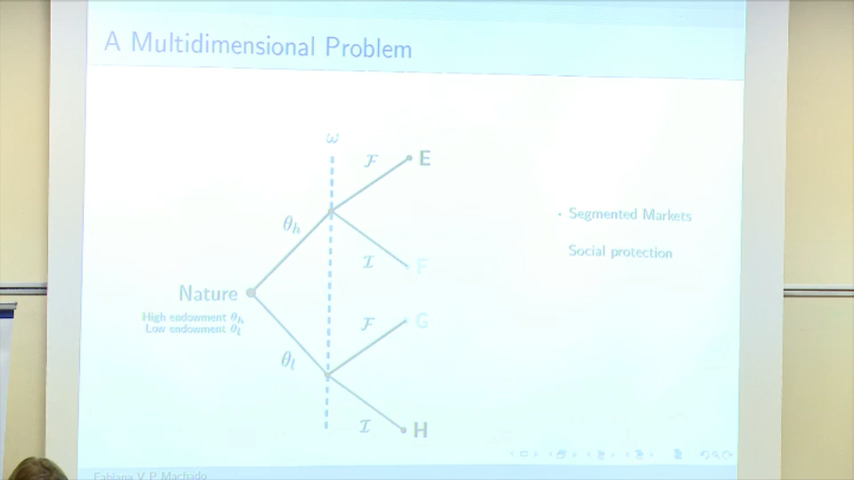 A Multidimensional Problem
ω
F
E
θh
I
F
Segmented Markets
Social protection
Nature
High endowment θh
Low endowment θl
F
G
θl
I
H
Fabiana V P Machado